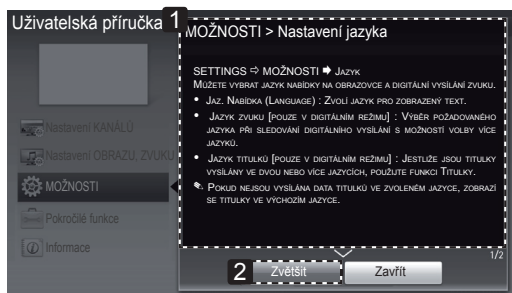 Uživatelská příručka
1
MOŽNOSTI > Nastavení jazyka
SETTINGS ⇨ MOŽNOSTI ➡ Jazyk
Můžete vybrat jazyk nabídky na obrazovce a digitální vysílání zvuku.
• Jaz. Nabídka (Language) : Zvolí jazyk pro zobrazený text.
• Jazyk zvuku [pouze v digitálním režimu] : Výběr požadovaného
jazyka při sledování digitálního vysílání s možností volby více
jazyků.
• Jazyk titulků [pouze v digitálním režimu] : Jestliže jsou titulky
vysílány ve dvou nebo více jazycích, použijte funkci Titulky.
Pokud nejsou vysílána data titulků ve zvoleném jazyce, zobrazí
se titulky ve výchozím jazyce.
Nastavení KANÁLŮ
Nastavení OBRAZU, ZVUKU
MOŽNOSTI
Pokročilé funkce
Informace
1/2
2
Zvětšit
Zavřít